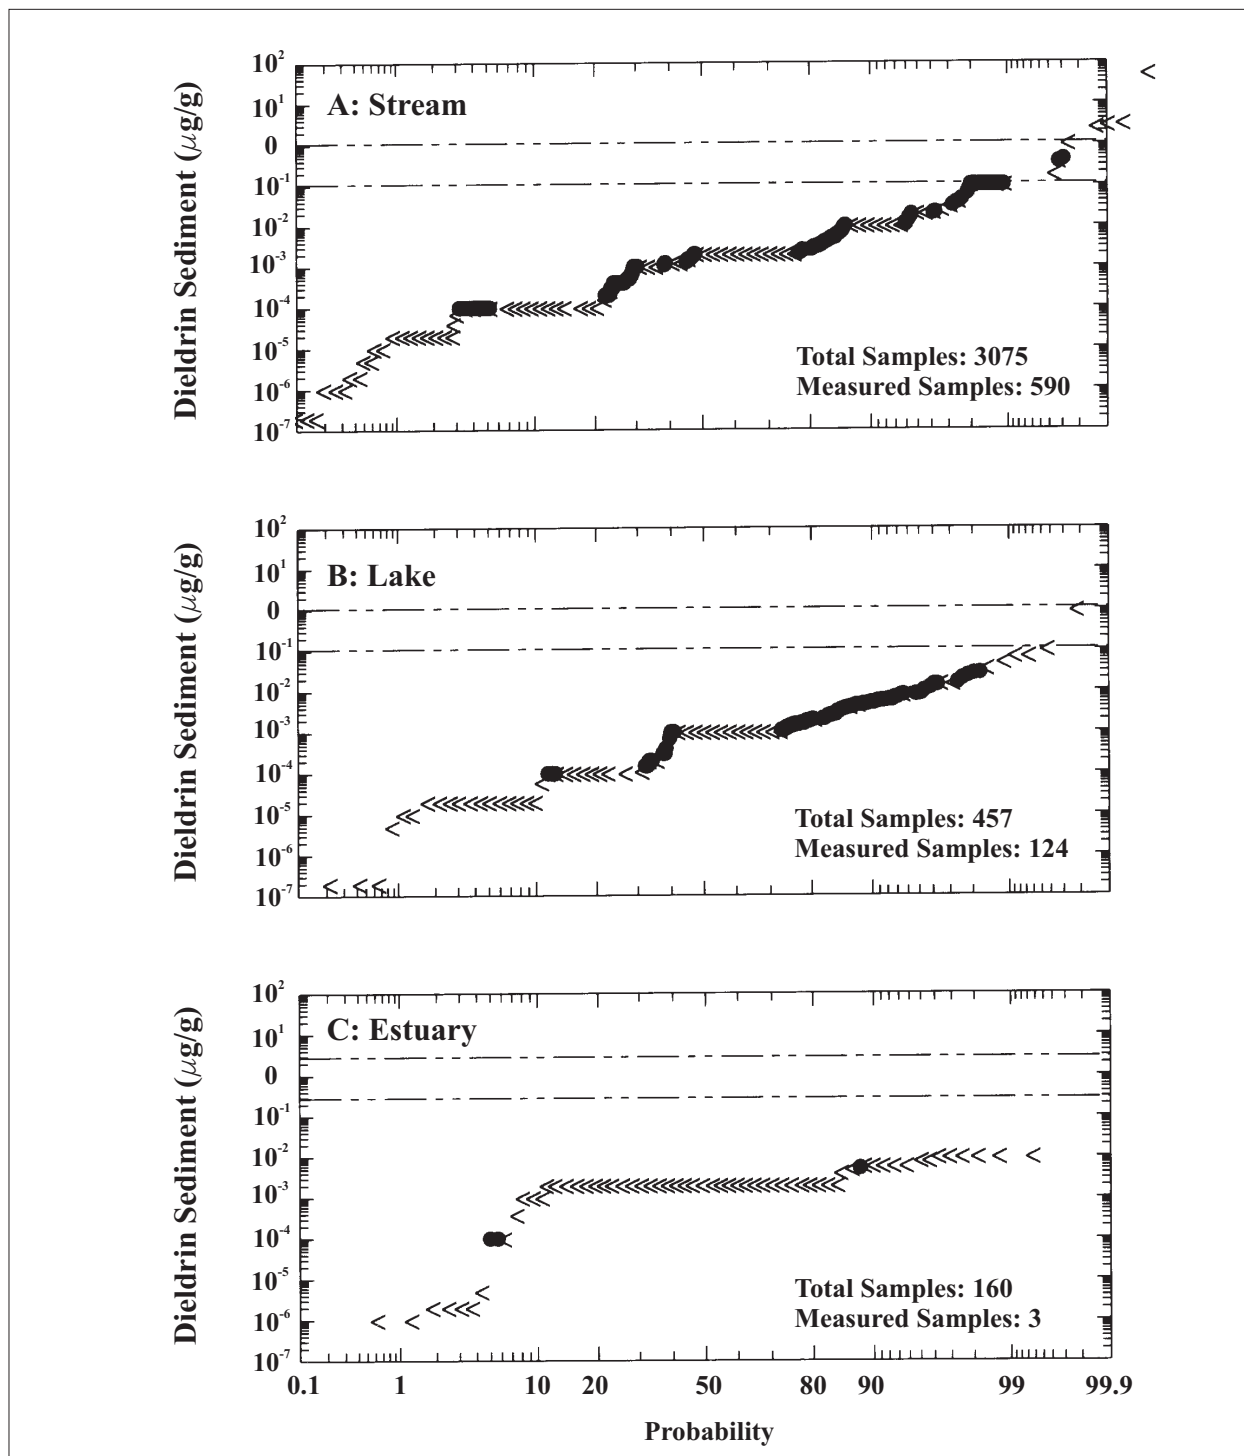 Dieldrin Sediment (µg/g)
A: Stream
10²
10¹
0
10⁻¹
10⁻²
10⁻³
10⁻⁴
10⁻⁵
10⁻⁶
10⁻⁷
Total Samples: 3075
Measured Samples: 590
Dieldrin Sediment (µg/g)
B: Lake
10²
10¹
0
10⁻¹
10⁻²
10⁻³
10⁻⁴
10⁻⁵
10⁻⁶
10⁻⁷
Total Samples: 457
Measured Samples: 124
Dieldrin Sediment (µg/g)
C: Estuary
10²
10¹
0
10⁻¹
10⁻²
10⁻³
10⁻⁴
10⁻⁵
10⁻⁶
10⁻⁷
Total Samples: 160
Measured Samples: 3
0.1 1 10 20 50 80 90 99 99.9
Probability